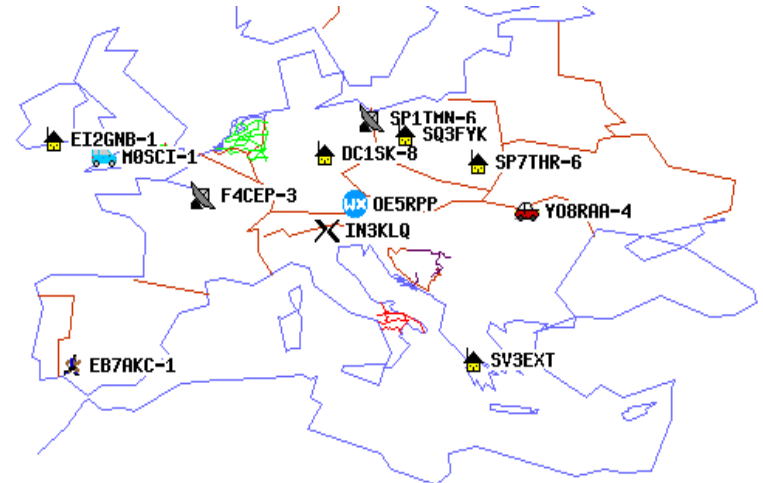 SP1TMN-6
SQ3FYK
EI2GNB-1
M0SCI-1
DC1SK-8
SP7THR-6
F4CEP-3
WX OE5RPP
YO8RAA-4
IN3KLQ
EB7AKC-1
SV3EXT